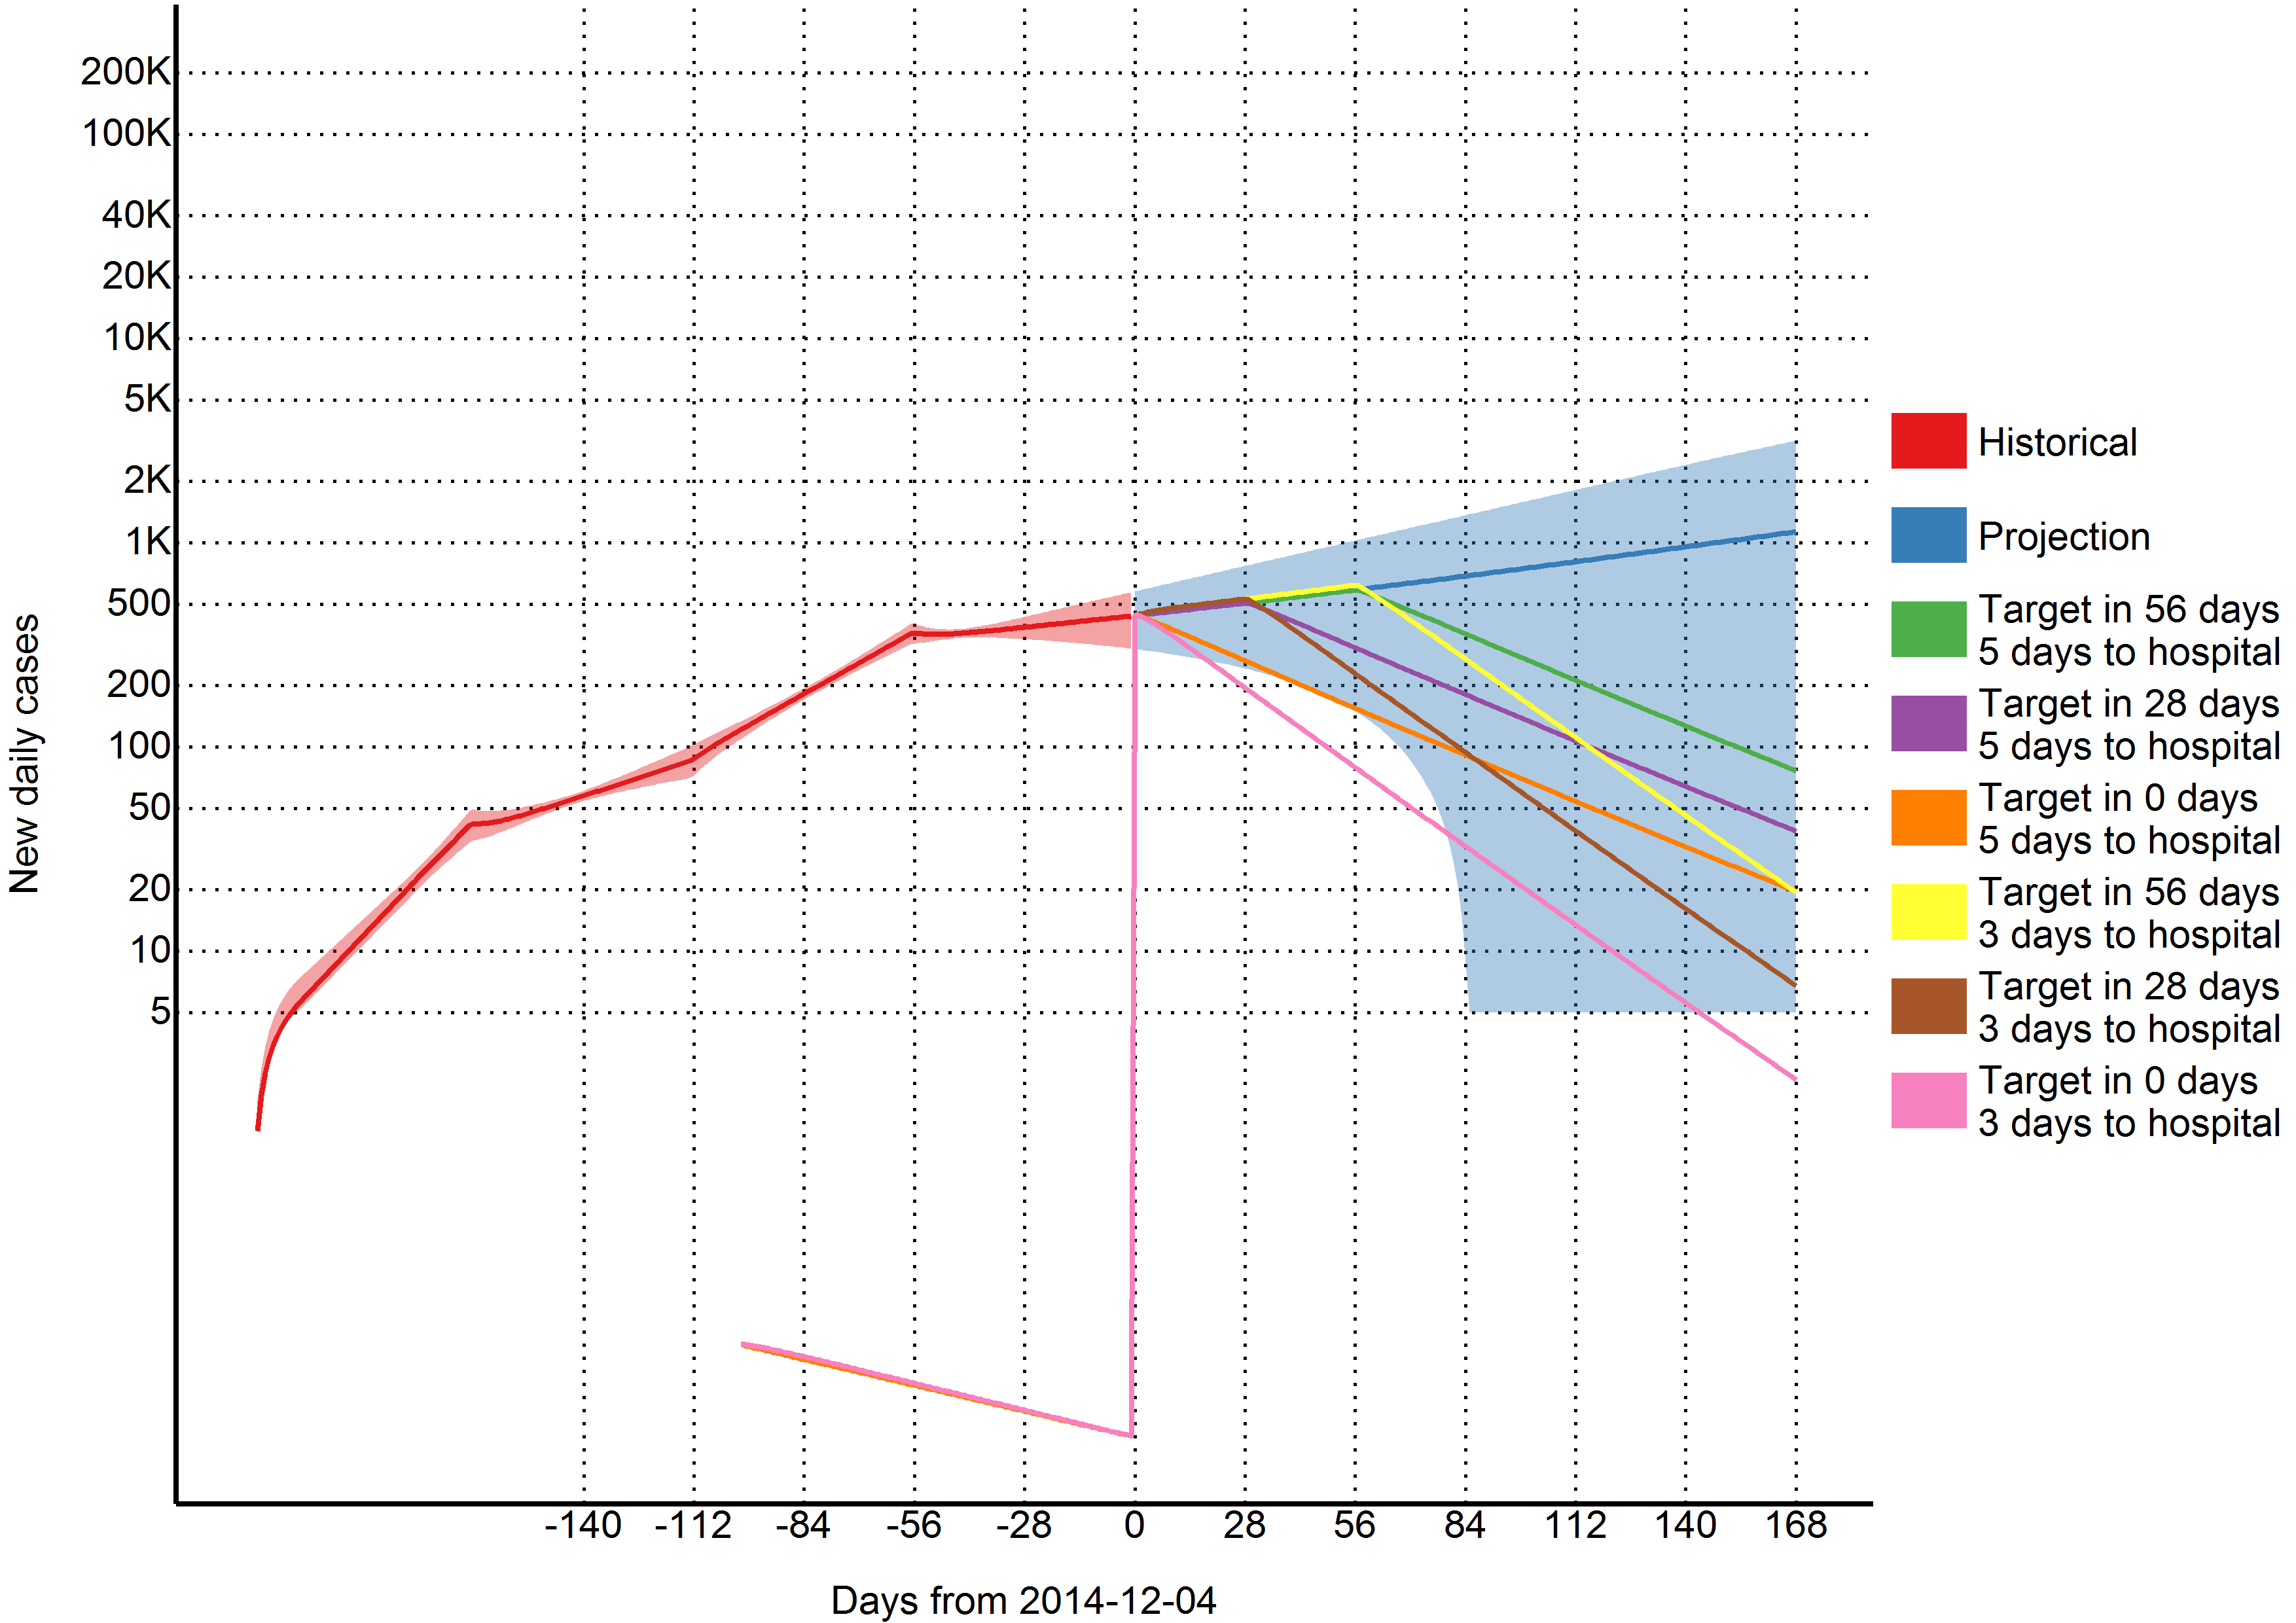 200K
100K
40K
20K
10K
5K
2K
1K
500
200
100
50
20
10
5
New daily cases
-140 -112 -84 -56 -28 0 28 56 84 112 140 168
Days from 2014-12-04
Historical
Projection
Target in 56 days
5 days to hospital
Target in 28 days
5 days to hospital
Target in 0 days
5 days to hospital
Target in 56 days
3 days to hospital
Target in 28 days
3 days to hospital
Target in 0 days
3 days to hospital